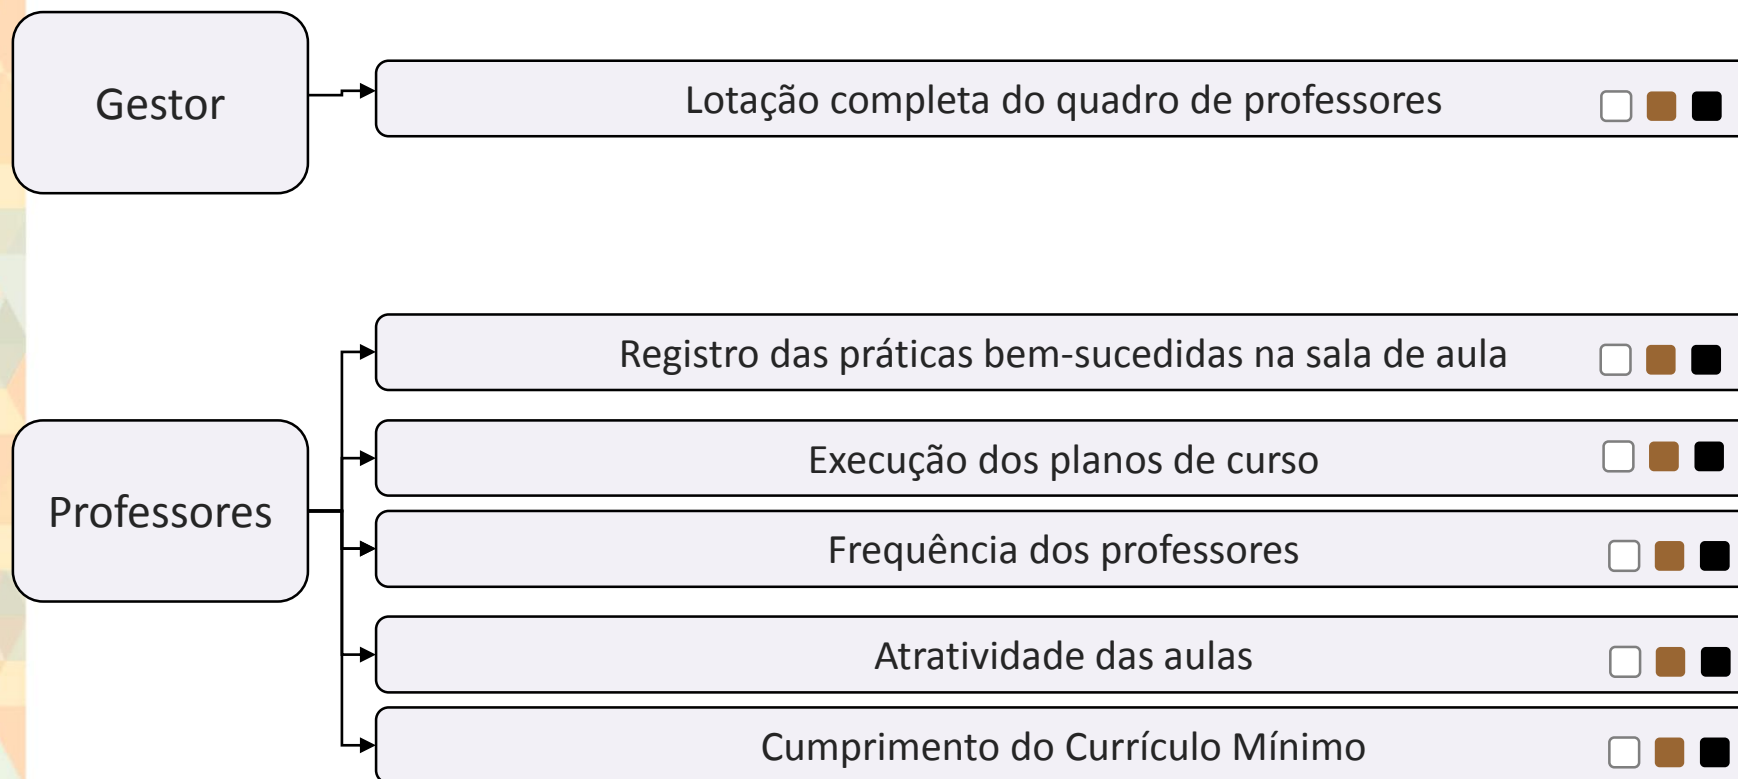 Gestor
Lotação completa do quadro de professores
Registro das práticas bem-sucedidas na sala de aula
Execução dos planos de curso
Professores
Frequência dos professores
Atratividade das aulas
Cumprimento do Currículo Mínimo